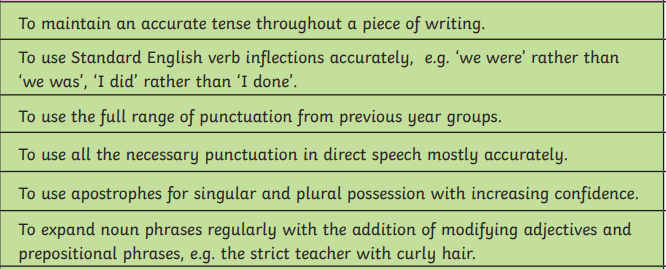 To maintain an accurate tense throughout a piece of writing.
To use Standard English verb inflections accurately, e.g. ‘we were’ rather than
‘we was’, ‘I did’ rather than ‘I done’.
To use the full range of punctuation from previous year groups.
To use all the necessary punctuation in direct speech mostly accurately.
To use apostrophes for singular and plural possession with increasing confidence.
To expand noun phrases regularly with the addition of modifying adjectives and
prepositional phrases, e.g. the strict teacher with curly hair.